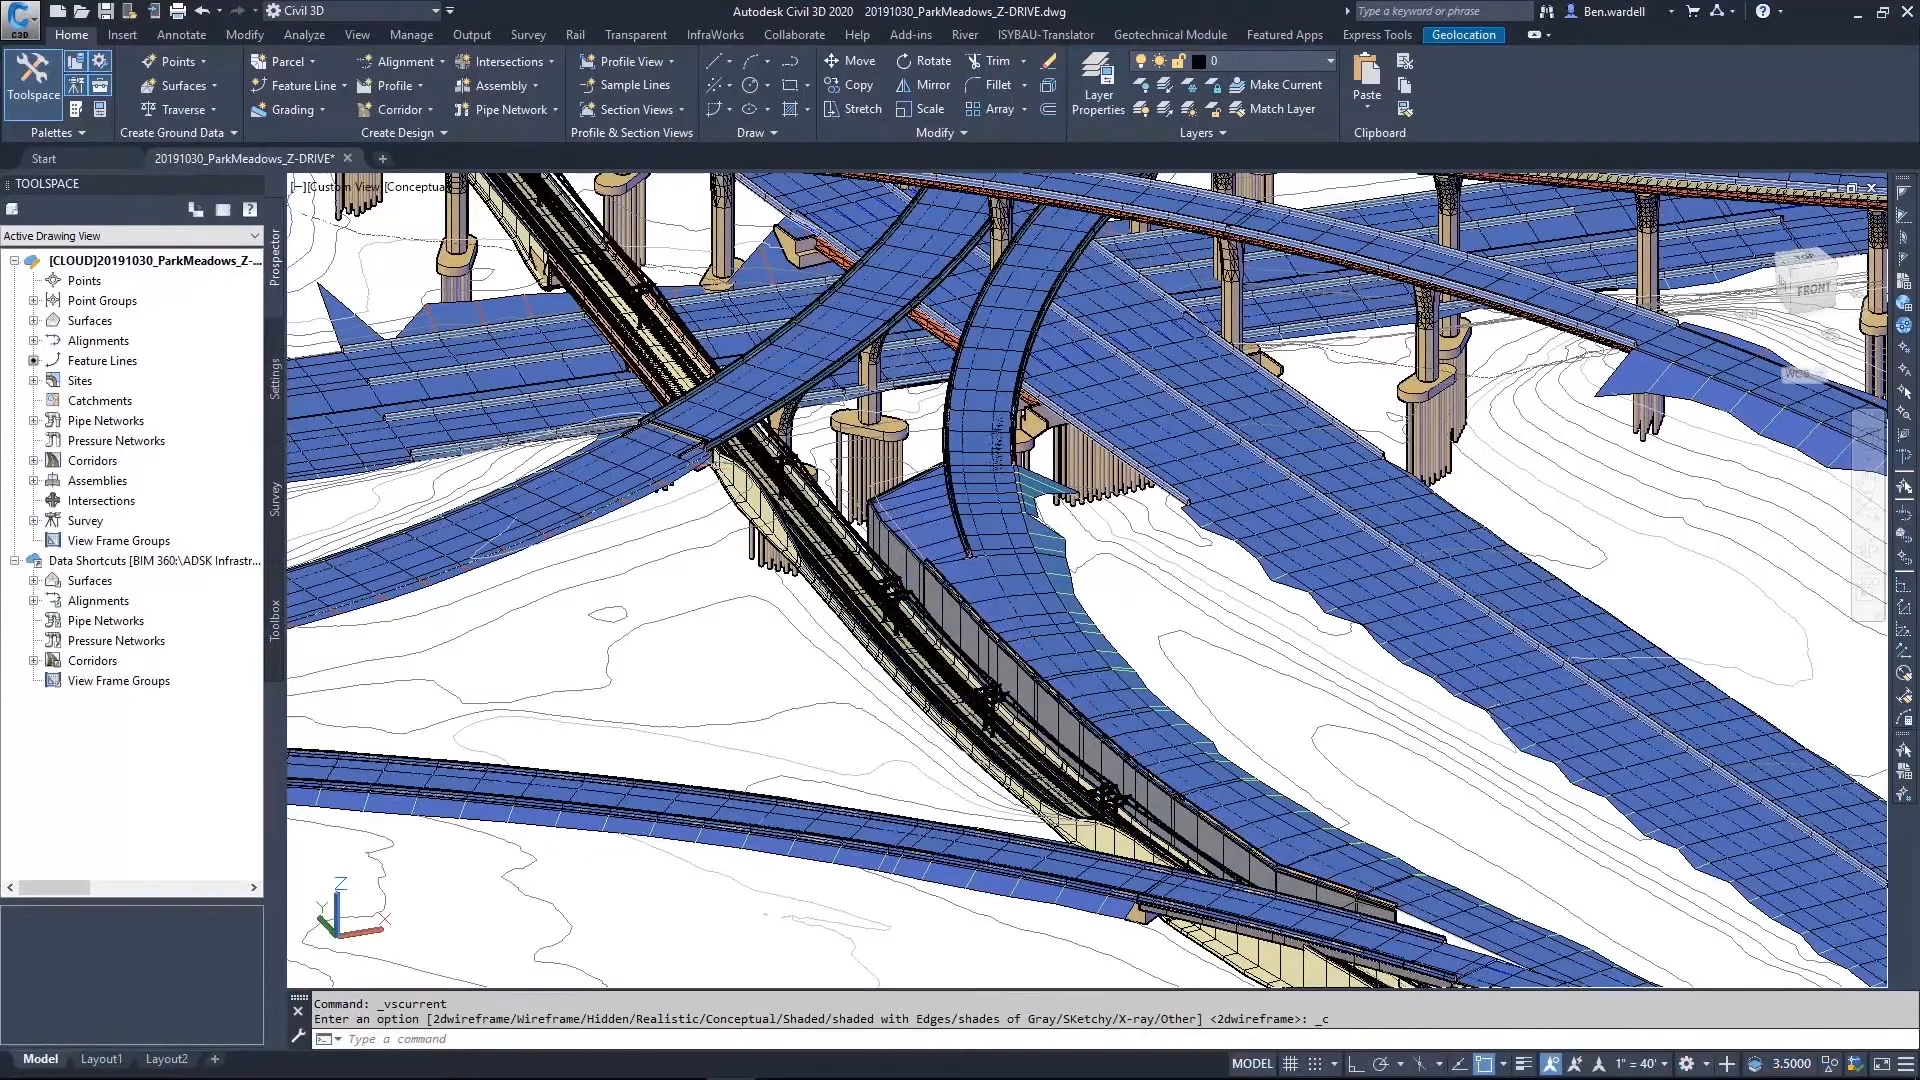 Civil 3D
Autodesk Civil 3D 2020 20191030_ParkMeadows_Z-DRIVE.dwg
Type a keyword or phrase
Ben.wardell
C3D
Home Insert Annotate Modify Analyze View Manage Output Survey Rail Transparent InfraWorks Collaborate Help Add-ins River ISYBAU-Translator Geotechnical Module Featured Apps Express Tools Geolocation
Points Parcel Alignment Intersections Profile View Move Rotate Trim 0
Surfaces Feature Line Profile Assembly Sample Lines Copy Mirror Fillet Make Current
Toolspace Layer Properties Paste
Traverse Grading Corridor Pipe Network Section Views Stretch Scale Array Match Layer
Palettes Create Ground Data Create Design Profile & Section Views Draw Modify Layers Clipboard
Start 20191030_ParkMeadows_Z-DRIVE*
TOOLSPACE
Active Drawing View
[CLOUD]20191030_ParkMeadows_Z-...
Points
Point Groups
Surfaces
Alignments
Feature Lines
Sites
Catchments
Pipe Networks
Pressure Networks
Corridors
Assemblies
Intersections
Survey
View Frame Groups
Data Shortcuts [BIM 360:\ADSK Infrastr...
Surfaces
Alignments
Pipe Networks
Pressure Networks
Corridors
View Frame Groups
Prospector
Settings
Survey
Toolbox
[−][Custom View [Conceptual
FRONT
WCS
Z
Y X
Command: _vscurrent
Enter an option [2dwireframe/Wireframe/Hidden/Realistic/Conceptual/Shaded/shaded with Edges/shades of Gray/SKetchy/X-ray/Other] <2dwireframe>: _c
Type a command
Model Layout1 Layout2
MODEL 1" = 40' 3.5000